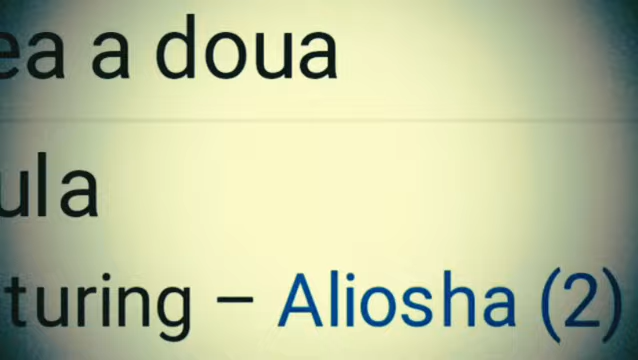 ea a doua
ula
turing – Aliosha (2)